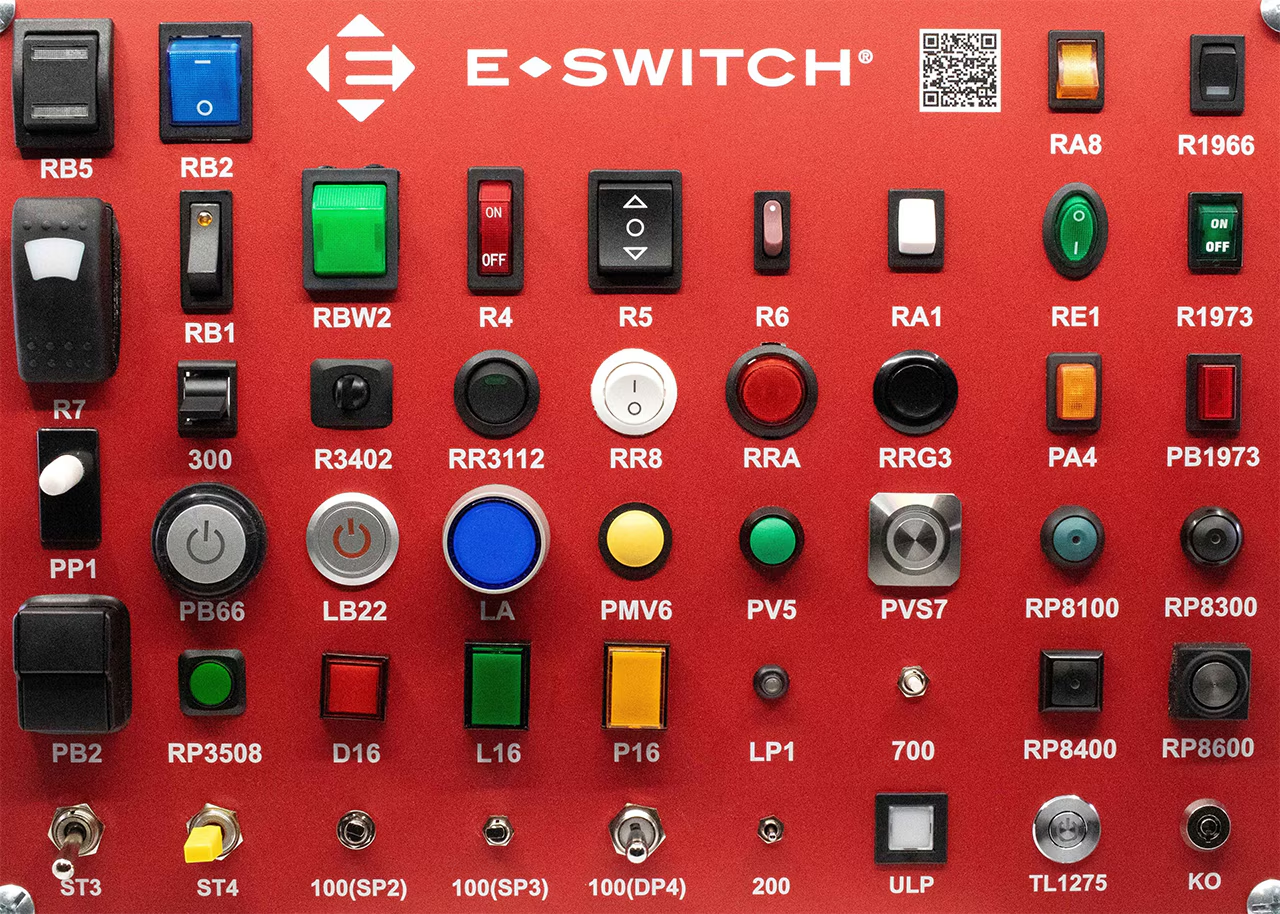 E SWITCH®
RB5
RB2
RA8
R1966
R7
RB1
RBW2
ON
OFF
R4
R5
R6
RA1
RE1
ON
OFF
R1973
300
R3402
RR3112
RR8
RRA
RRG3
PA4
PB1973
PP1
PB66
LB22
LA
PMV6
PV5
PVS7
RP8100
RP8300
PB2
RP3508
D16
L16
P16
LP1
700
RP8400
RP8600
ST3
ST4
100(SP2)
100(SP3)
100(DP4)
200
ULP
TL1275
KO